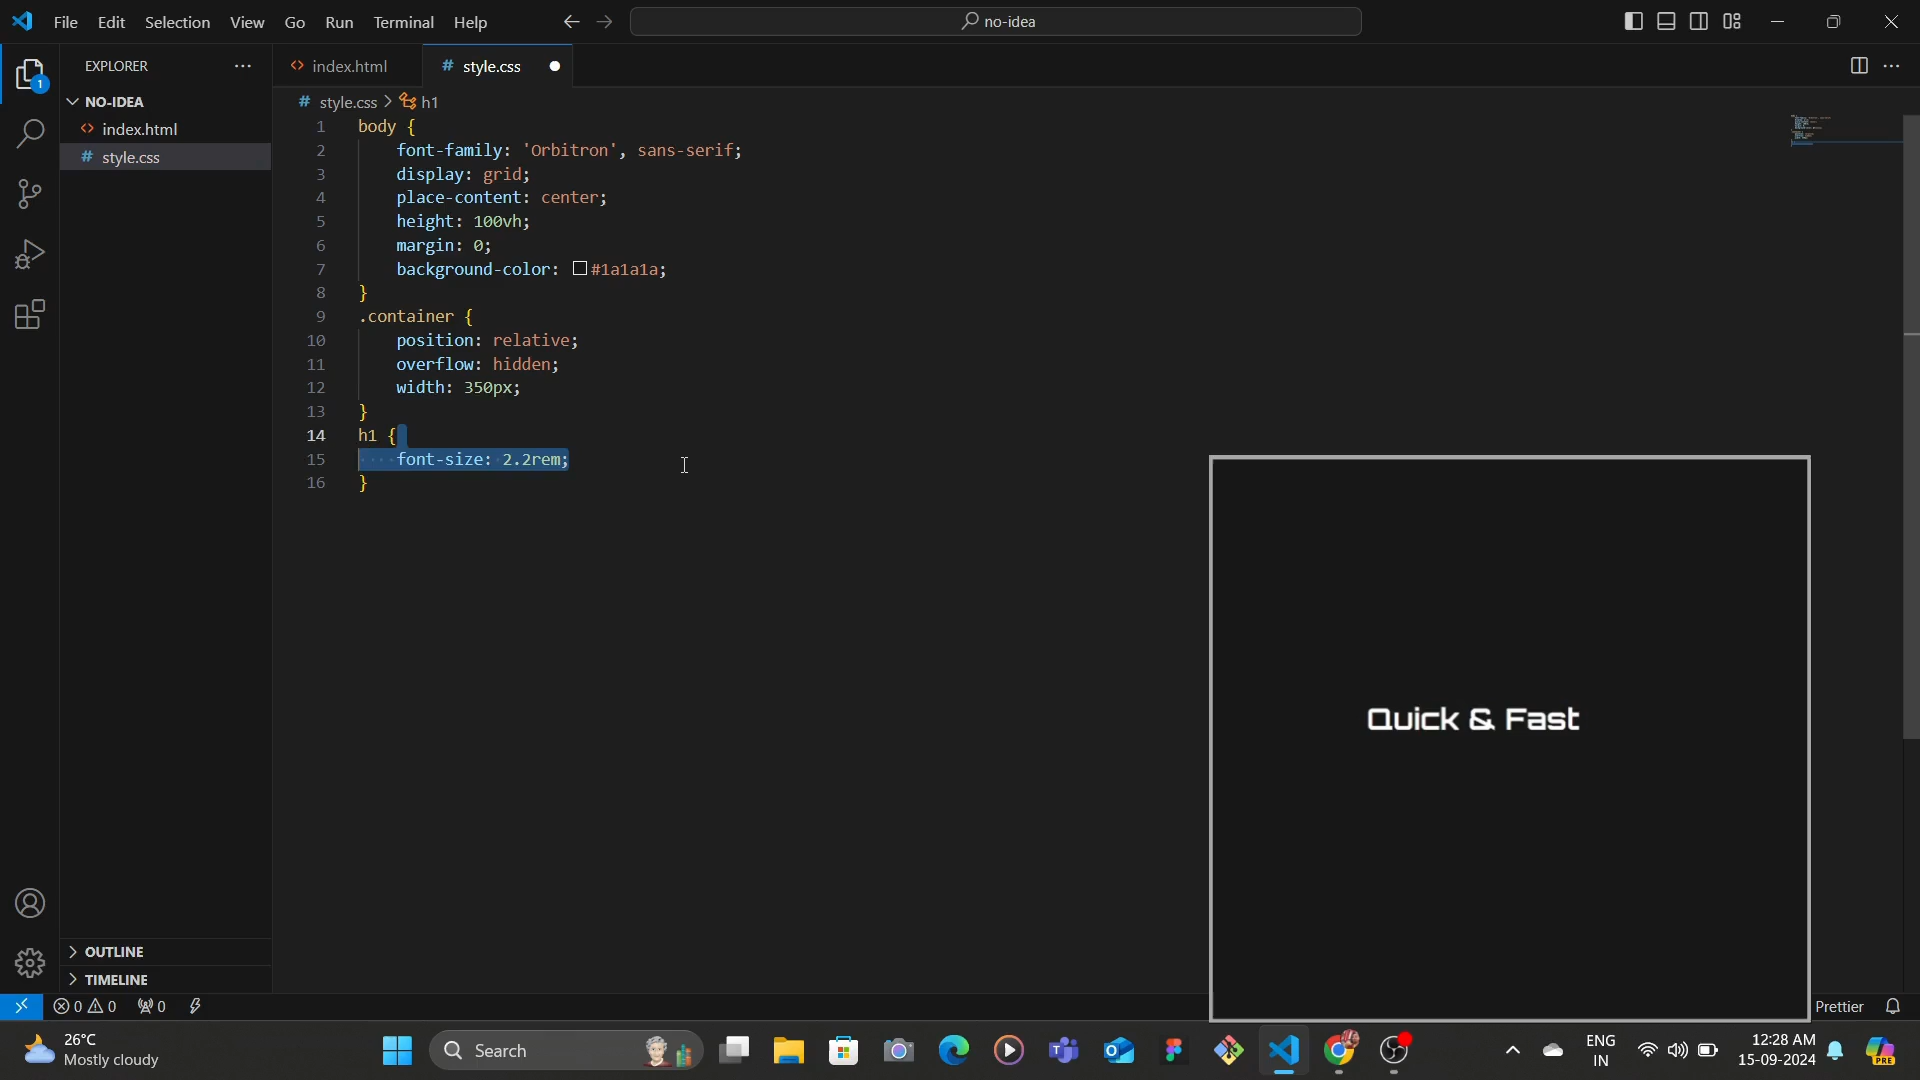 File Edit Selection View Go Run Terminal Help
no-idea
EXPLORER
1
NO-IDEA
index.html
style.css
OUTLINE
TIMELINE
index.html
style.css
style.css h1
1 body {
2 font-family: 'Orbitron', sans-serif;
3 display: grid;
4 place-content: center;
5 height: 100vh;
6 margin: 0;
7 background-color: #1a1a1a;
8 }
9 .container {
10 position: relative;
11 overflow: hidden;
12 width: 350px;
13 }
14 h1 {
15 font-size: 2.2rem;
16 }
Quick & Fast
0 0 0
Prettier
26°C
Mostly cloudy
Search
ENG
IN
12:28 AM
15-09-2024
PRE